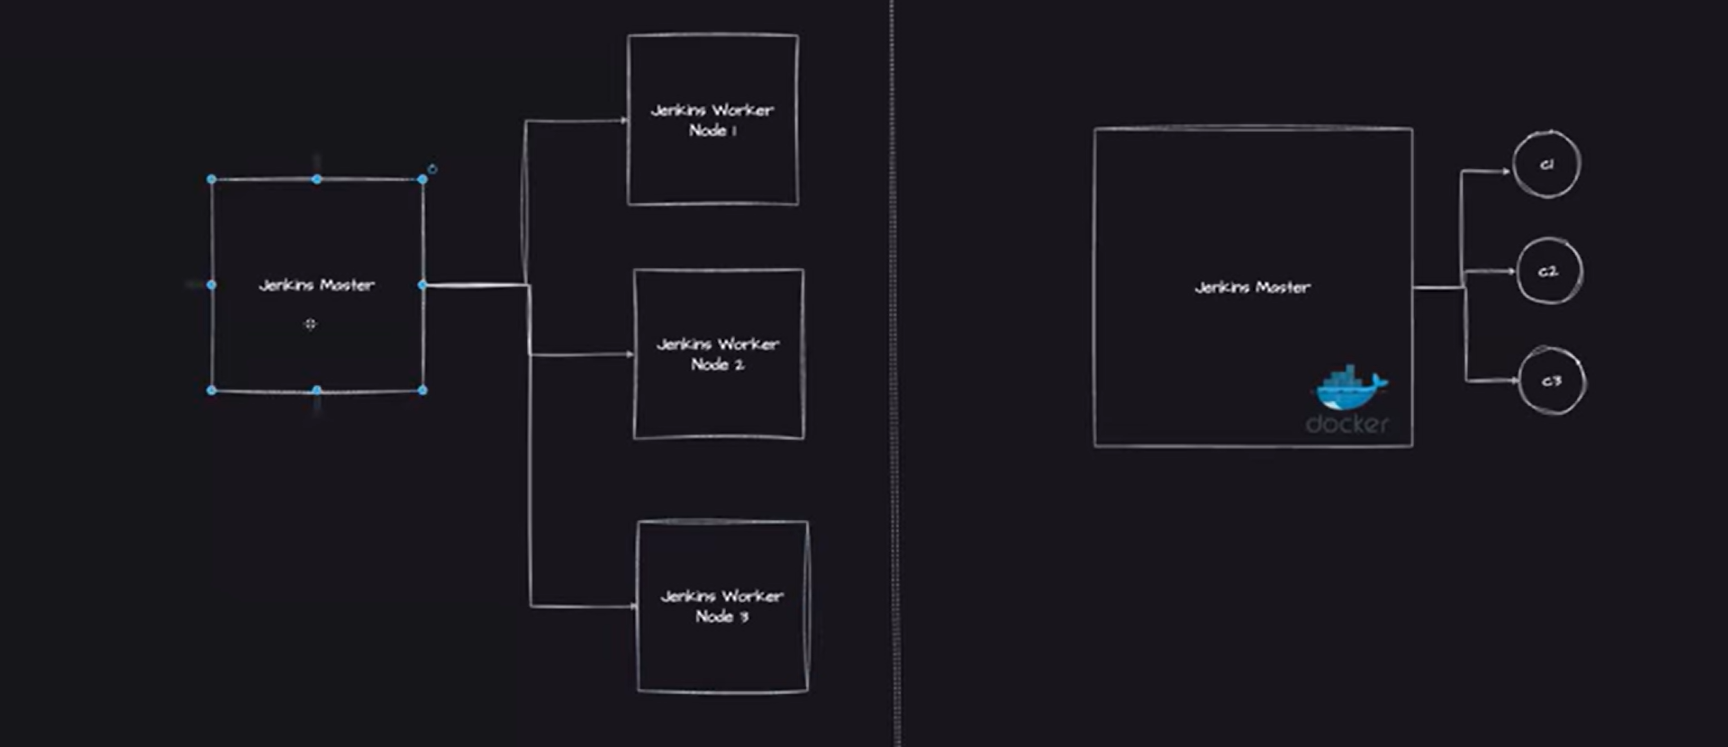 Jenkins Worker
Node 1
Jenkins Master
Jenkins Worker
Node 2
Jenkins Worker
Node 3
Jenkins Master
docker
C1
C2
C3